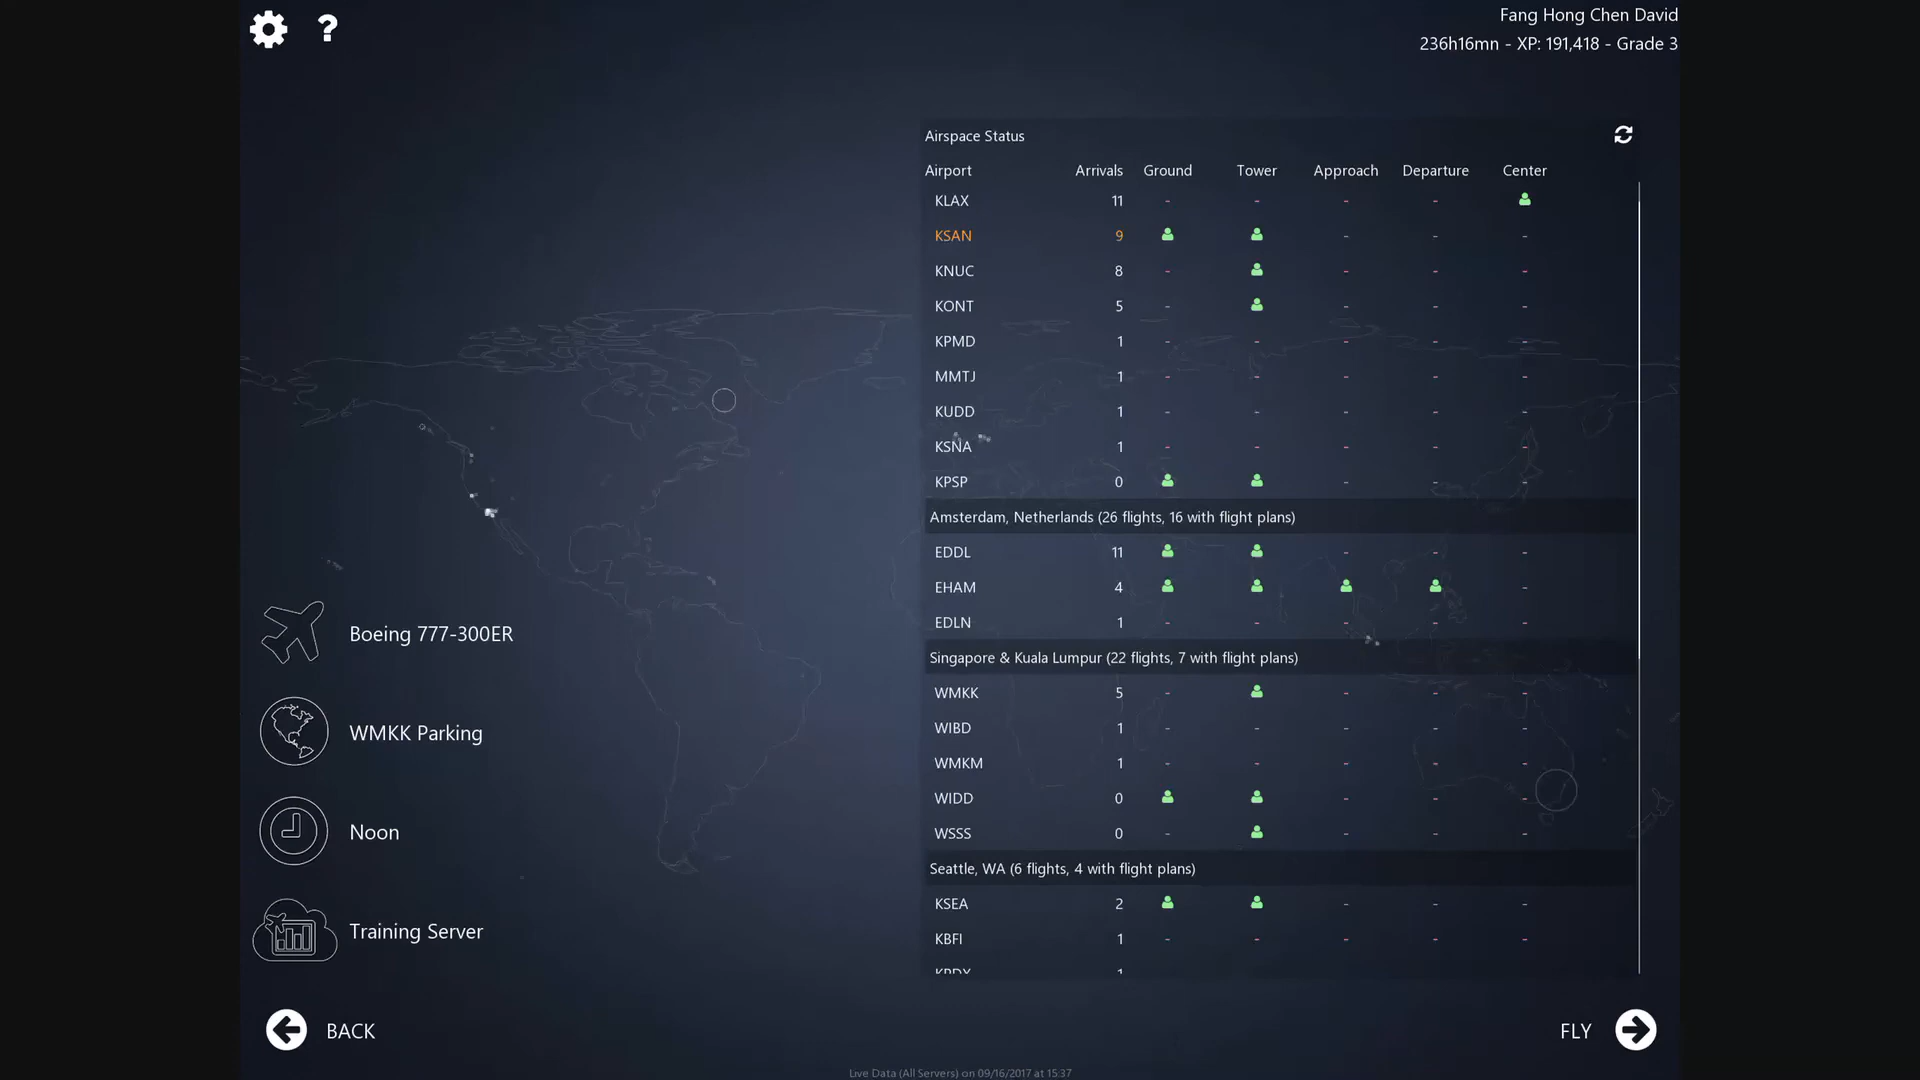 ?
Fang Hong Chen David
236h16mn - XP: 191,418 - Grade 3
Airspace Status
Airport Arrivals Ground Tower Approach Departure Center
KLAX 11 - - - -
KSAN 9 - - -
KNUC 8 - - - -
KONT 5 - - - -
KPMD 1 - - - - -
MMTJ 1 - - - - -
KUDD 1 - - - - -
KSNA 1 - - - - -
KPSP 0 - - -
Amsterdam, Netherlands (26 flights, 16 with flight plans)
EDDL 11 - - -
EHAM 4 -
EDLN 1 - - - - -
Singapore & Kuala Lumpur (22 flights, 7 with flight plans)
WMKK 5 - - - -
WIBD 1 - - - - -
WMKM 1 - - - - -
WIDD 0 - - -
WSSS 0 - - - -
Seattle, WA (6 flights, 4 with flight plans)
KSEA 2 - - -
KBFI 1 - - - - -
Boeing 777-300ER
WMKK Parking
Noon
Training Server
BACK
FLY
Live Data (All Servers) on 09/16/2017 at 15:37